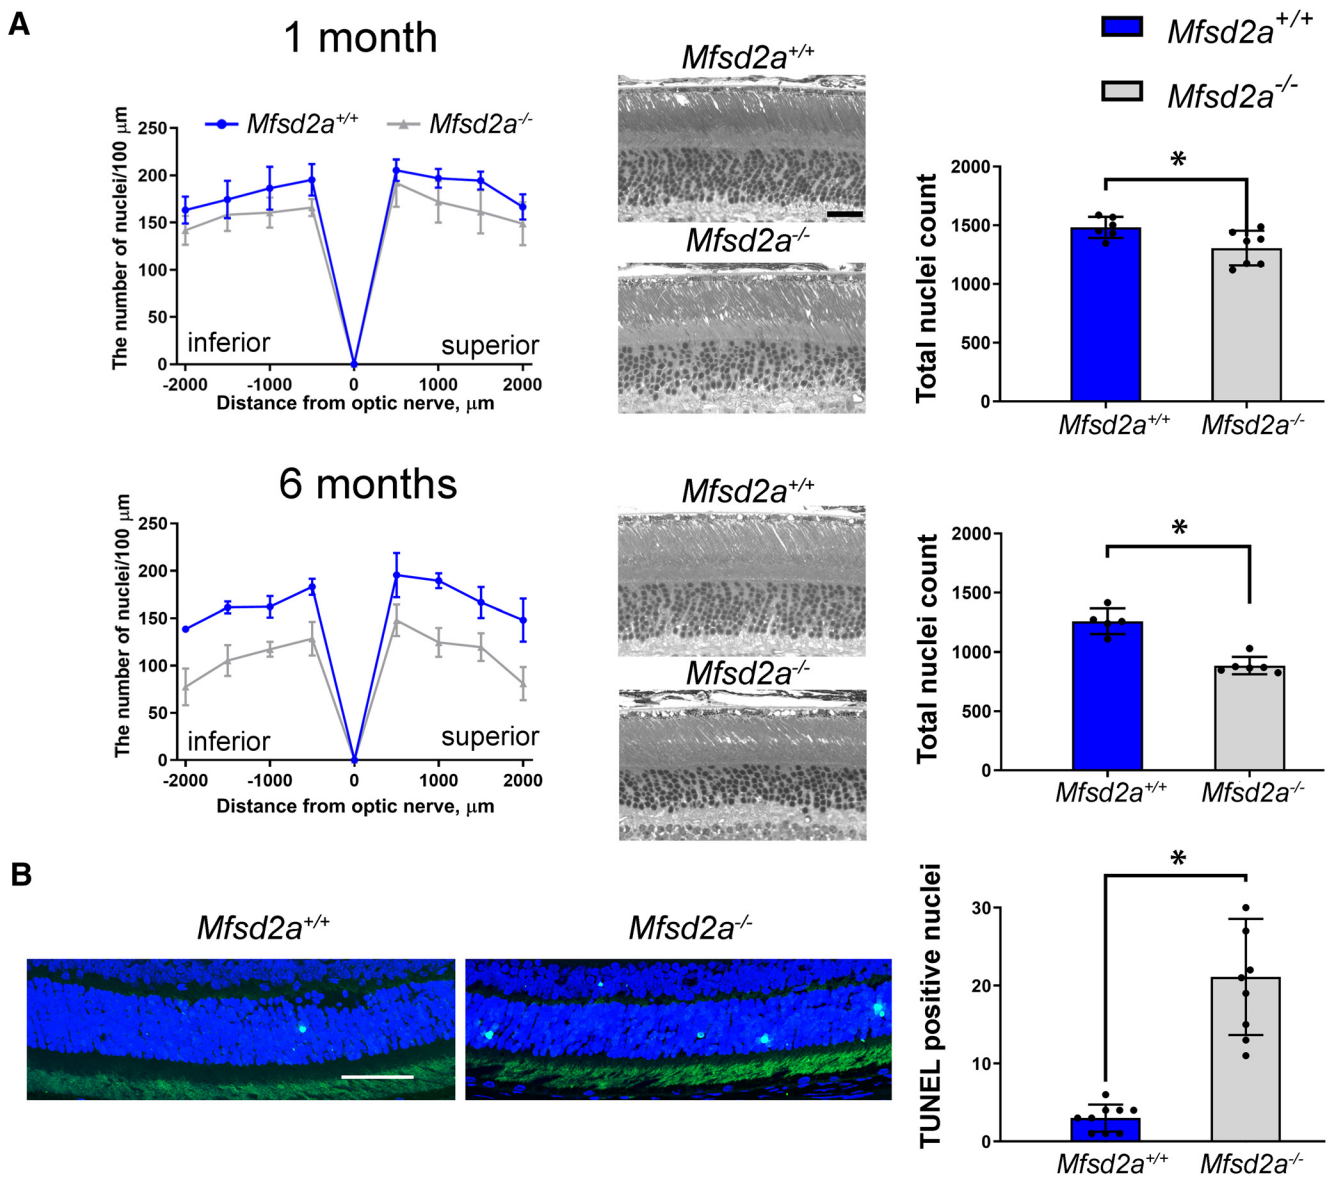 A
1 month
Mfsd2a+/+
Mfsd2a-/-
250
200
150
100
50
0
The number of nuclei/100 µm
inferior
superior
-2000
-1000
0
1000
2000
Distance from optic nerve, µm
Mfsd2a+/+
Mfsd2a-/-
Mfsd2a+/+
Mfsd2a-/-
*
2000
1500
1000
500
0
Total nuclei count
Mfsd2a+/+
Mfsd2a-/-
6 months
250
200
150
100
50
0
The number of nuclei/100 µm
inferior
superior
-2000
-1000
0
1000
2000
Distance from optic nerve, µm
Mfsd2a+/+
Mfsd2a-/-
*
2000
1500
1000
500
0
Total nuclei count
Mfsd2a+/+
Mfsd2a-/-
B
Mfsd2a+/+
Mfsd2a-/-
*
30
20
10
0
TUNEL positive nuclei
Mfsd2a+/+
Mfsd2a-/-